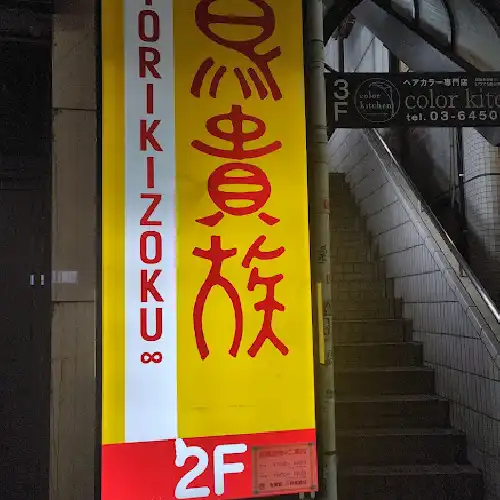 TORIKIZOKU∞
鳥貴族
2F
3F
color kitchen
ヘアカラー専門店
color kitc
tel.03-6450